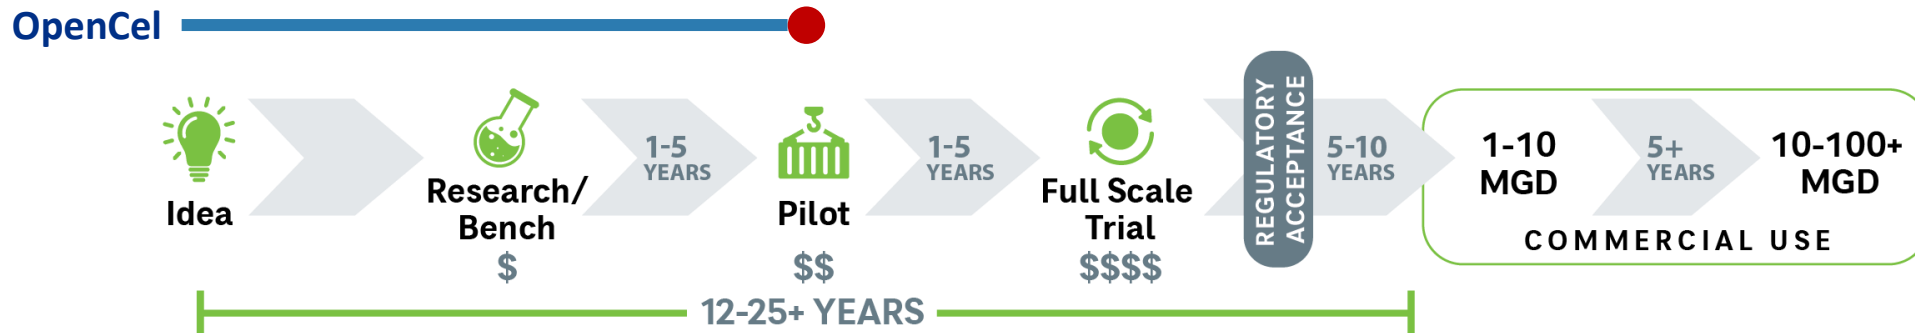 OpenCel
Idea
Research/
Bench
$
1-5
YEARS
Pilot
$$
1-5
YEARS
Full Scale
Trial
$$$$
REGULATORY
ACCEPTANCE
5-10
YEARS
1-10
MGD
5+
YEARS
10-100+
MGD
COMMERCIAL USE
12-25+ YEARS